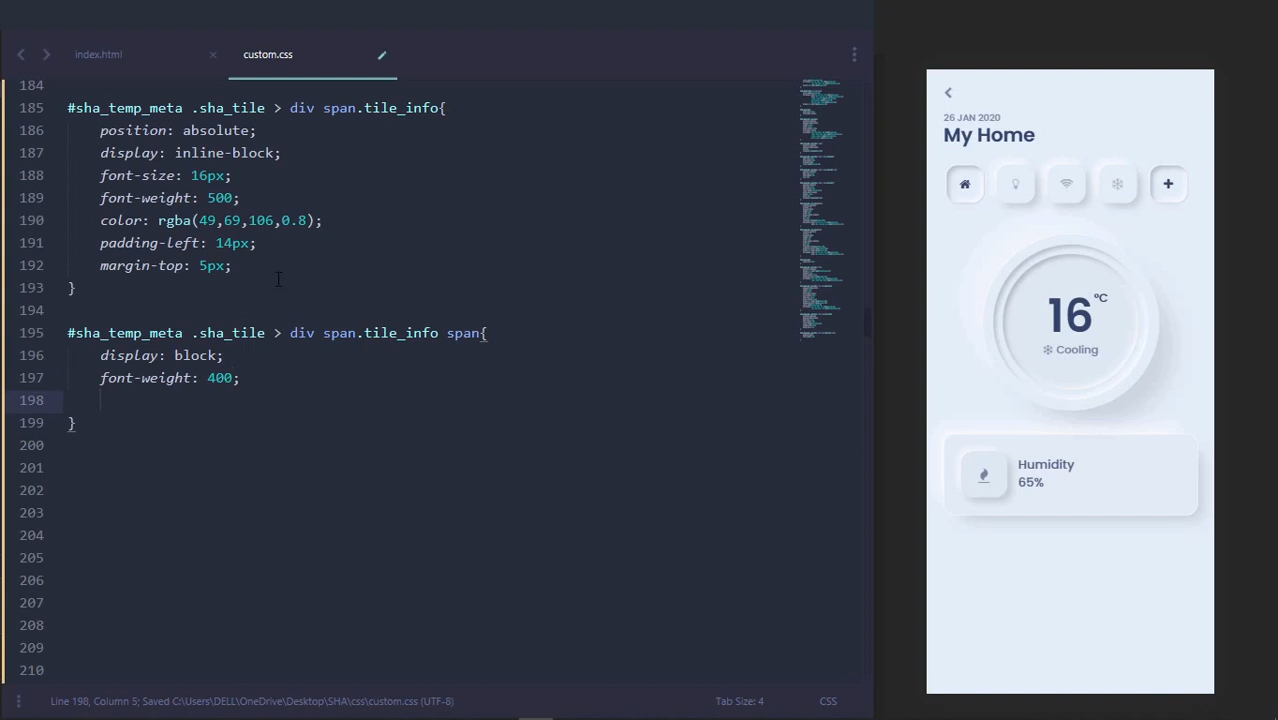 index.html
custom.css
184
185 #sha_temp_meta .sha_tile > div span.tile_info{
186 position: absolute;
187 display: inline-block;
188 font-size: 16px;
189 font-weight: 500;
190 color: rgba(49,69,106,0.8);
191 padding-left: 14px;
192 margin-top: 5px;
193 }
194
195 #sha_temp_meta .sha_tile > div span.tile_info span{
196 display: block;
197 font-weight: 400;
198
199 }
200
201
202
203
204
205
206
207
208
209
210
Line 198, Column 5; Saved C:\Users\DELL\OneDrive\Desktop\SHA\css\custom.css (UTF-8)
Tab Size: 4
CSS
26 JAN 2020
My Home
16 °C
Cooling
Humidity
65%